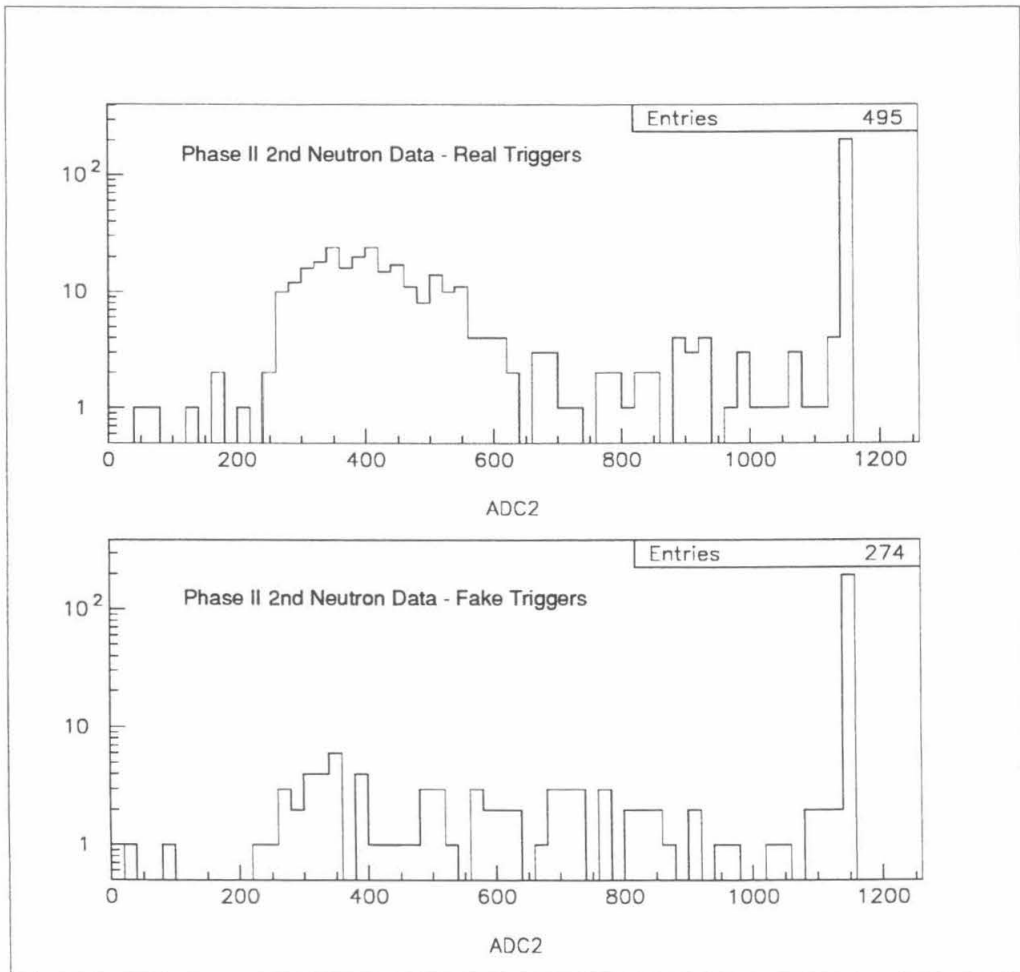 Entries 495
Phase II 2nd Neutron Data - Real Triggers
10^2
10
1
0 200 400 600 800 1000 1200
ADC2
Entries 274
Phase II 2nd Neutron Data - Fake Triggers
10^2
10
1
0 200 400 600 800 1000 1200
ADC2